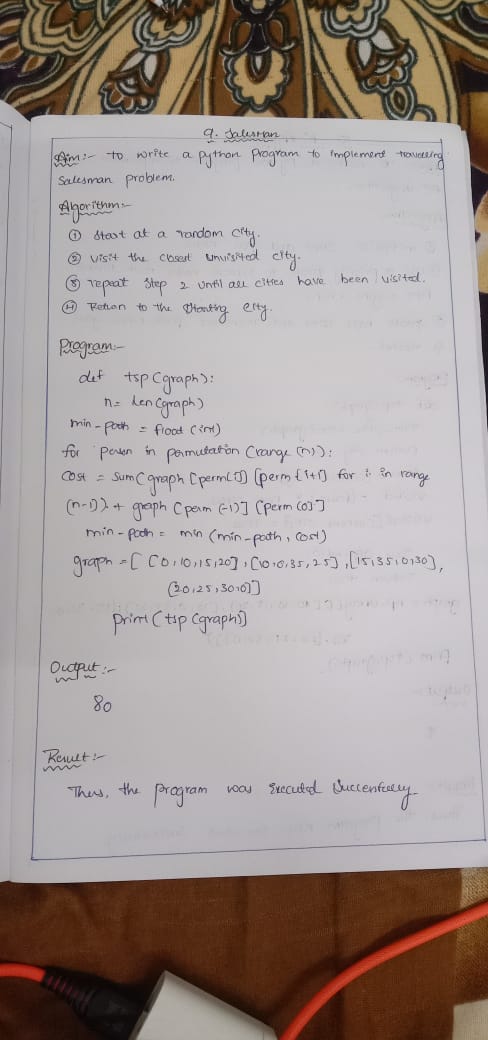 9. Salesman
Aim:- to write a python program to implement travelling
Salesman problem.
Algorithm:-
① Start at a random city.
② visit the closest unvisited city.
③ repeat Step 2 until all cities have been visited.
④ Return to the Starting city.
Program:-
def tsp(graph):
n= len(graph)
min-path = float(int)
for perm in permutation (range(n)):
cost = sum(graph[perm[i]) [perm[i+1] for i in range
(n-1)) + graph [perm (-1)] [perm (0)]
min-path = min (min-path, cost)
graph = [ [0,10,15,20], [10,0,35,25], [15,35,0,30],
[20,25,30,0]]
print(tsp(graph))
Output:-
80
Result:-
Thus, the program was Executed Successfully